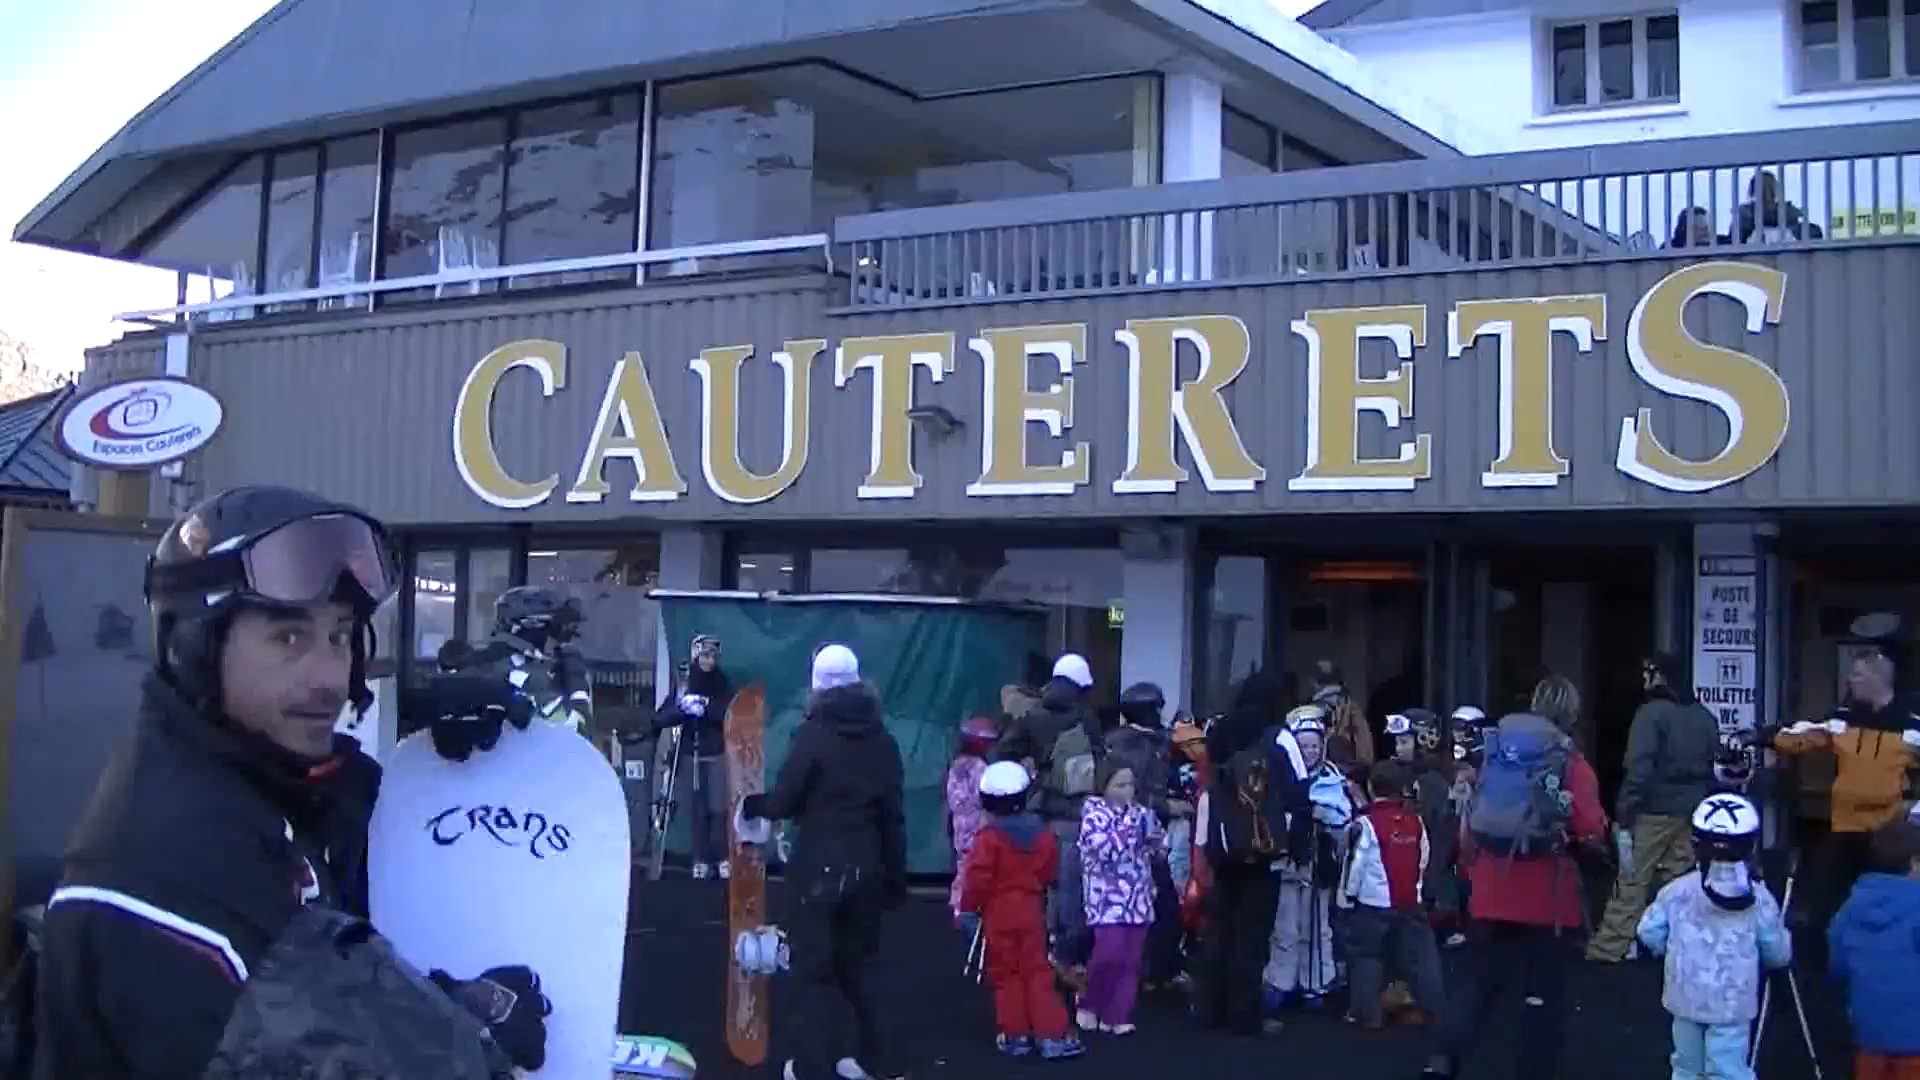 CAUTERETS
Espaces Cauterets
POSTE
DE
SECOURS
TOILETTES
WC
TRANS